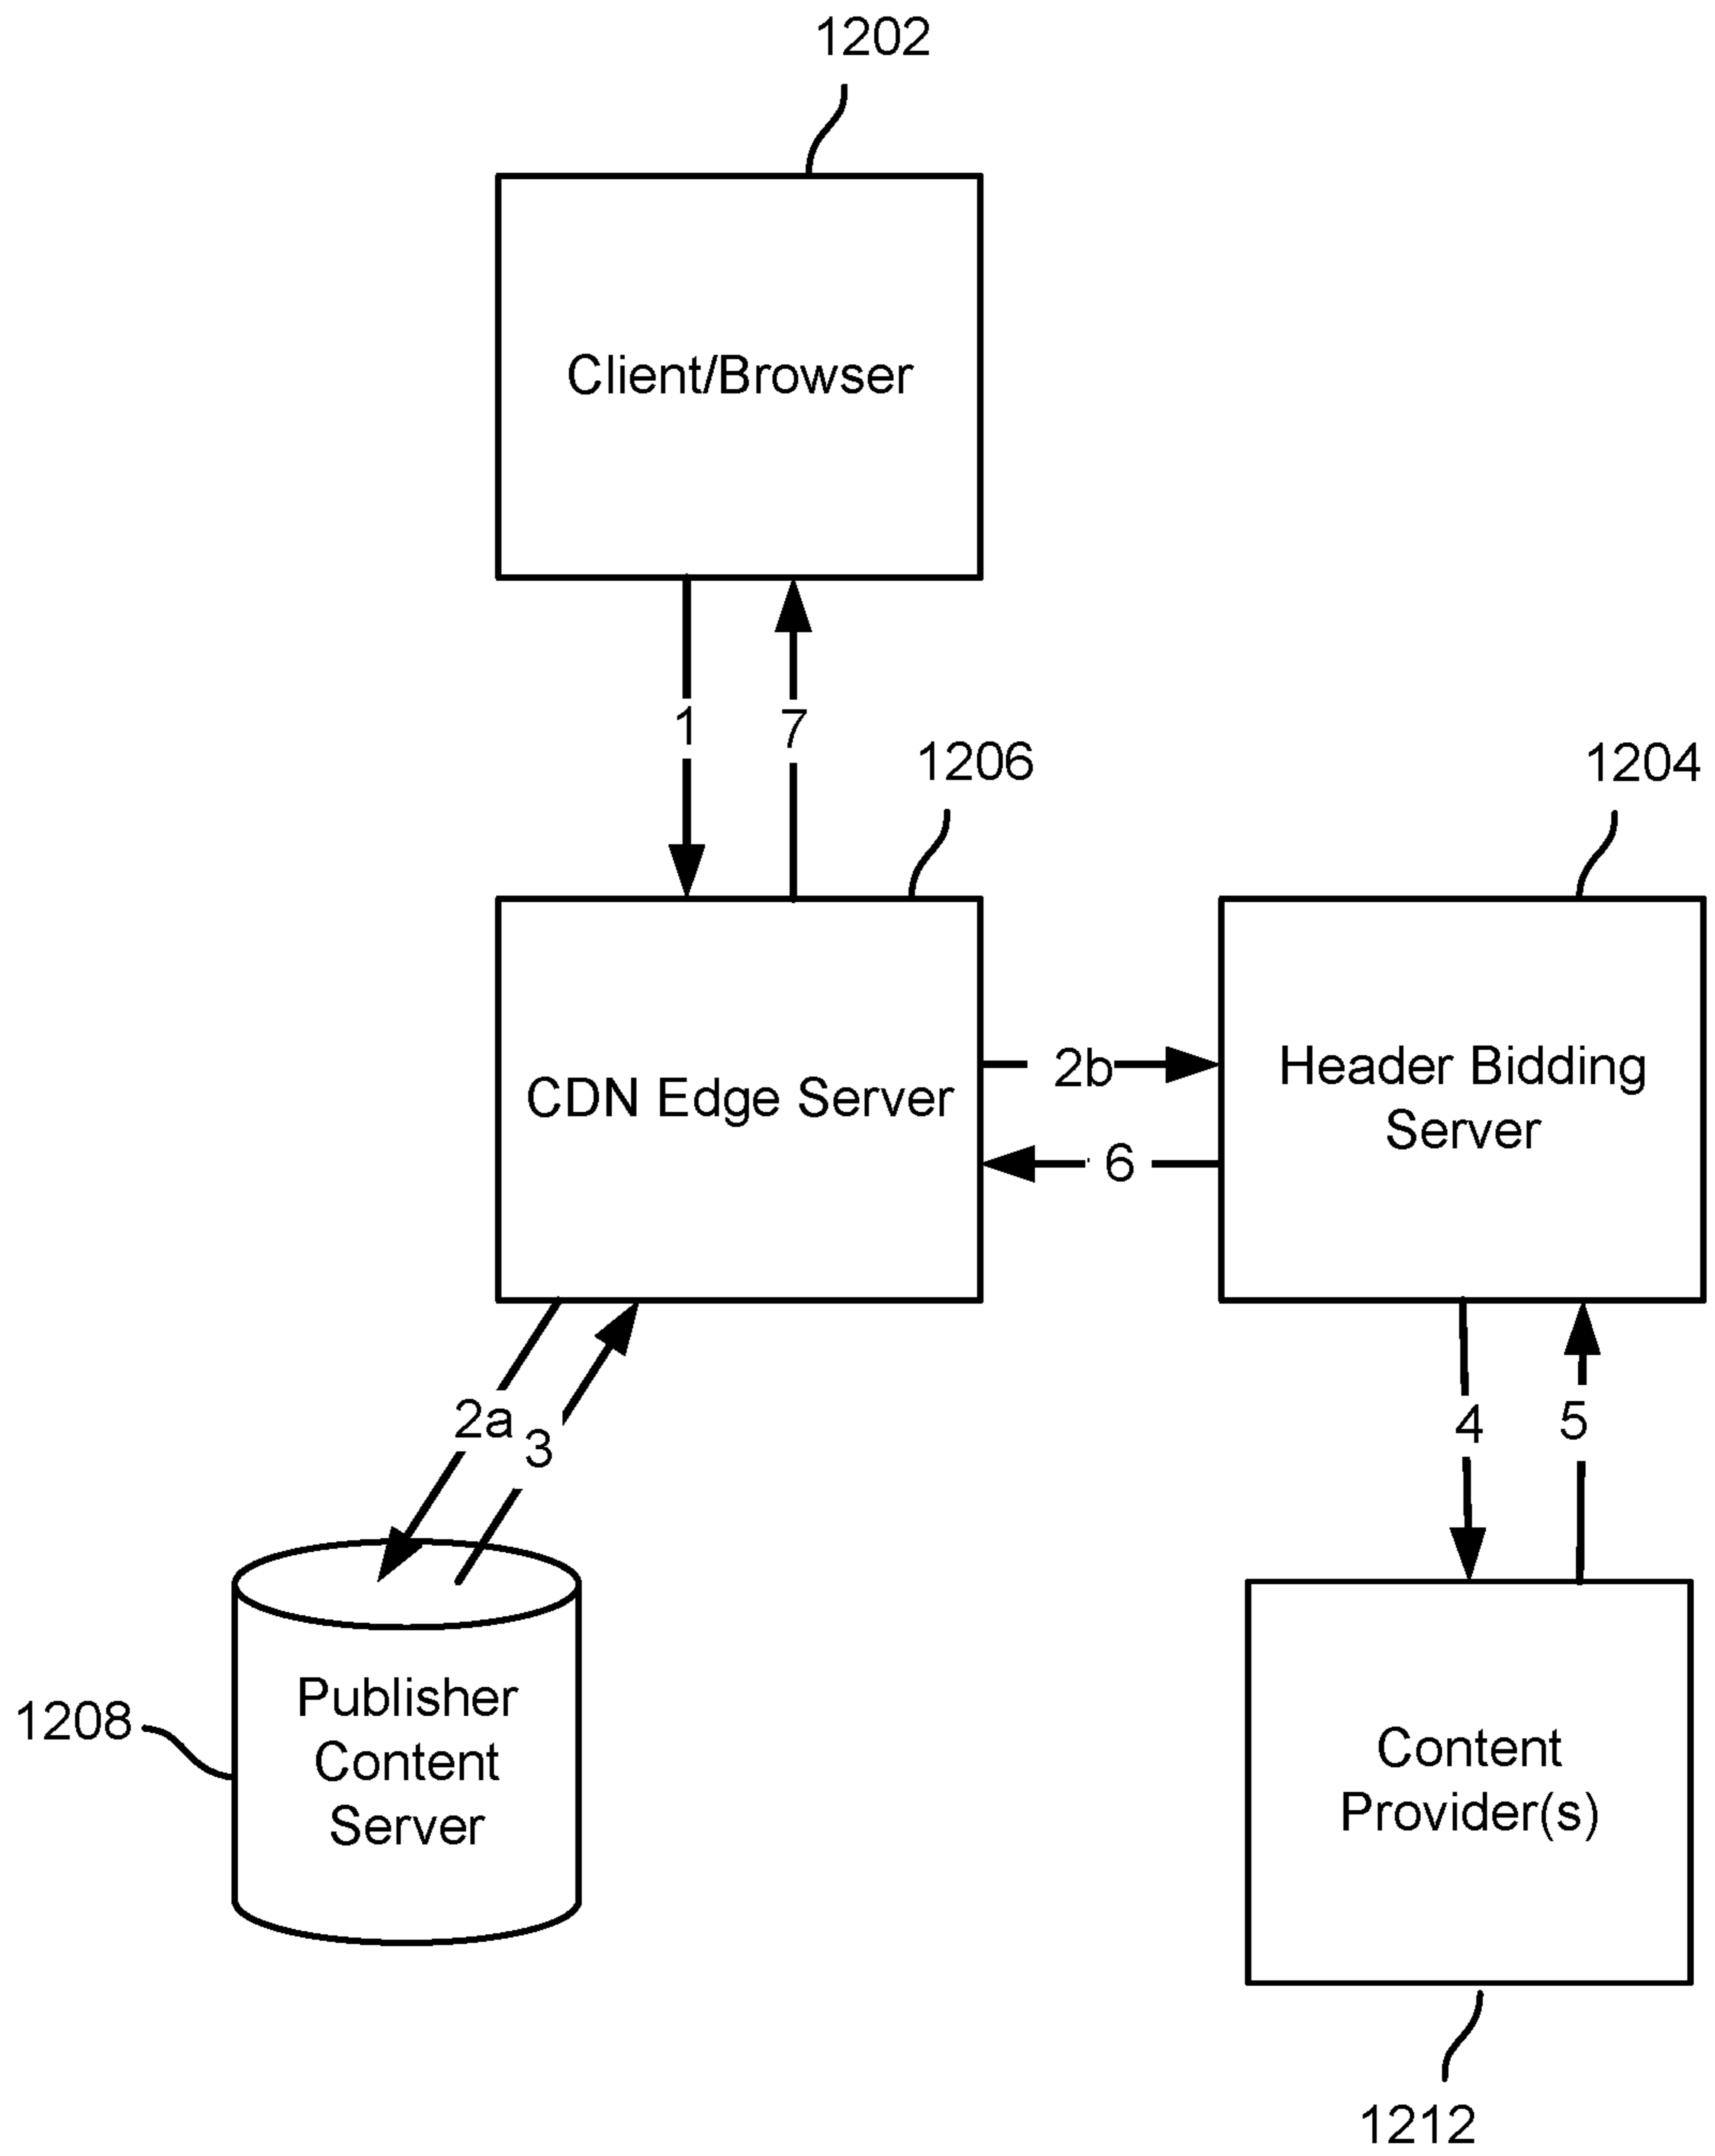 1202
Client/Browser
1
7
1206
1204
CDN Edge Server
2b
6
Header Bidding
Server
2a
3
4
5
1208
Publisher
Content
Server
Content
Provider(s)
1212